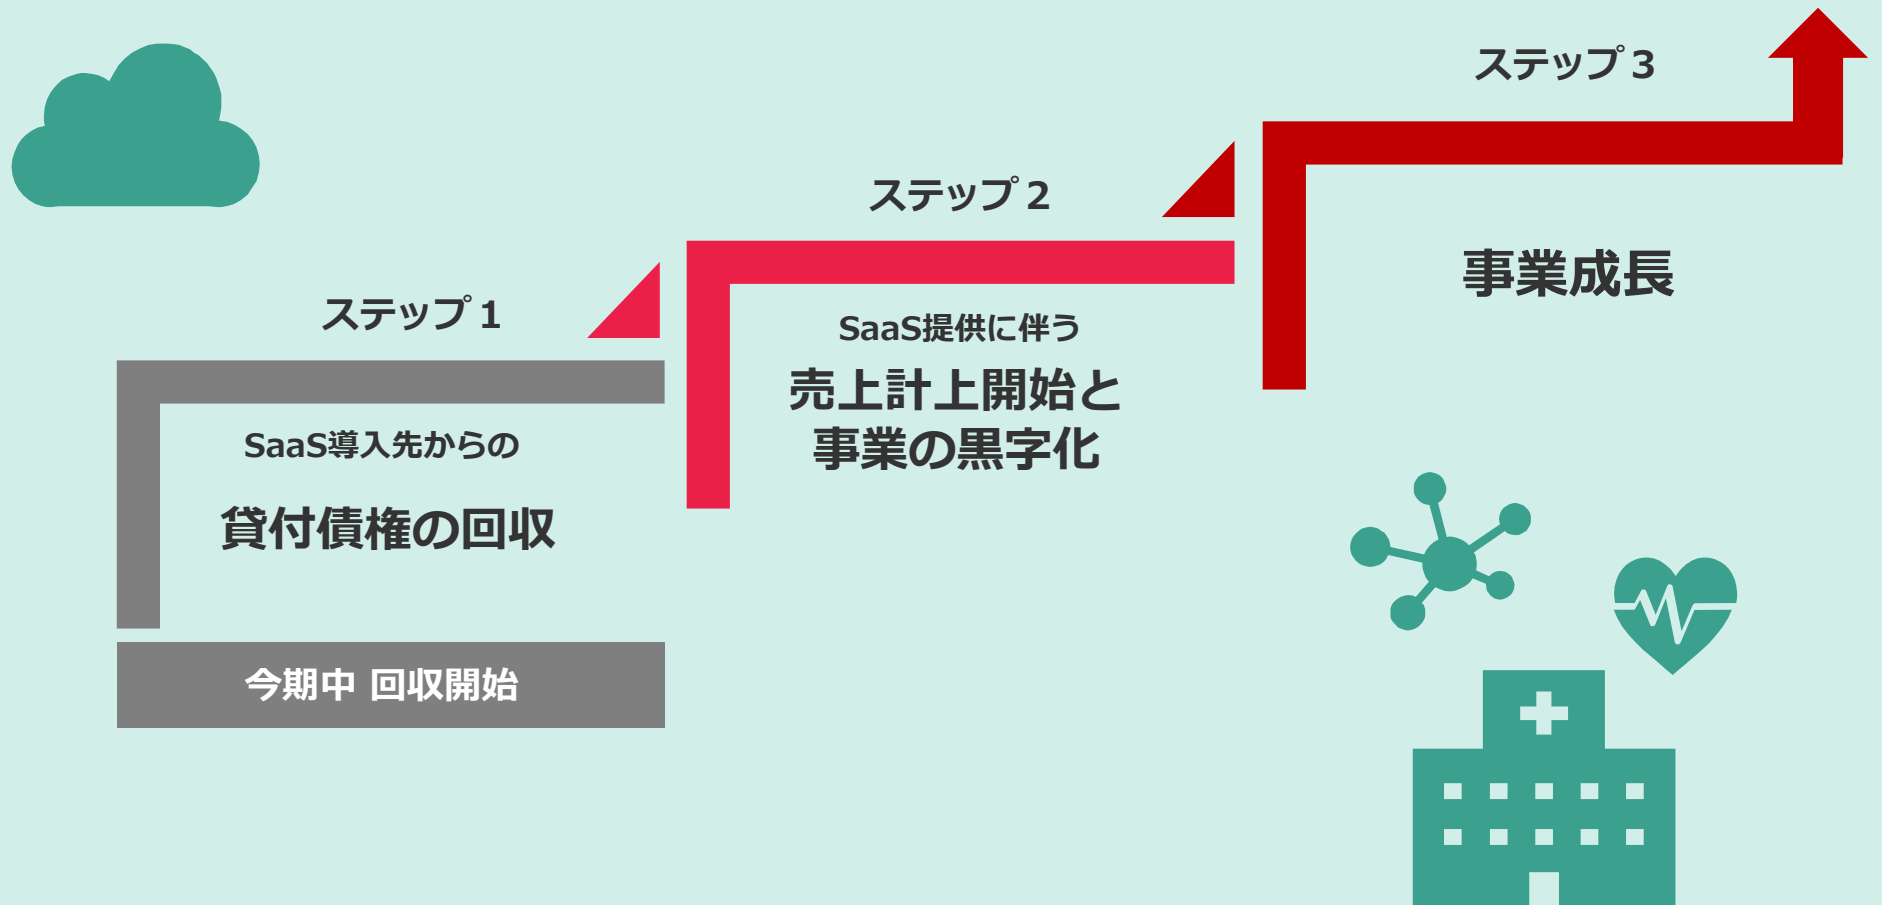 ステップ1
SaaS導入先からの
貸付債権の回収
今期中 回収開始
ステップ2
SaaS提供に伴う
売上計上開始と
事業の黒字化
ステップ3
事業成長